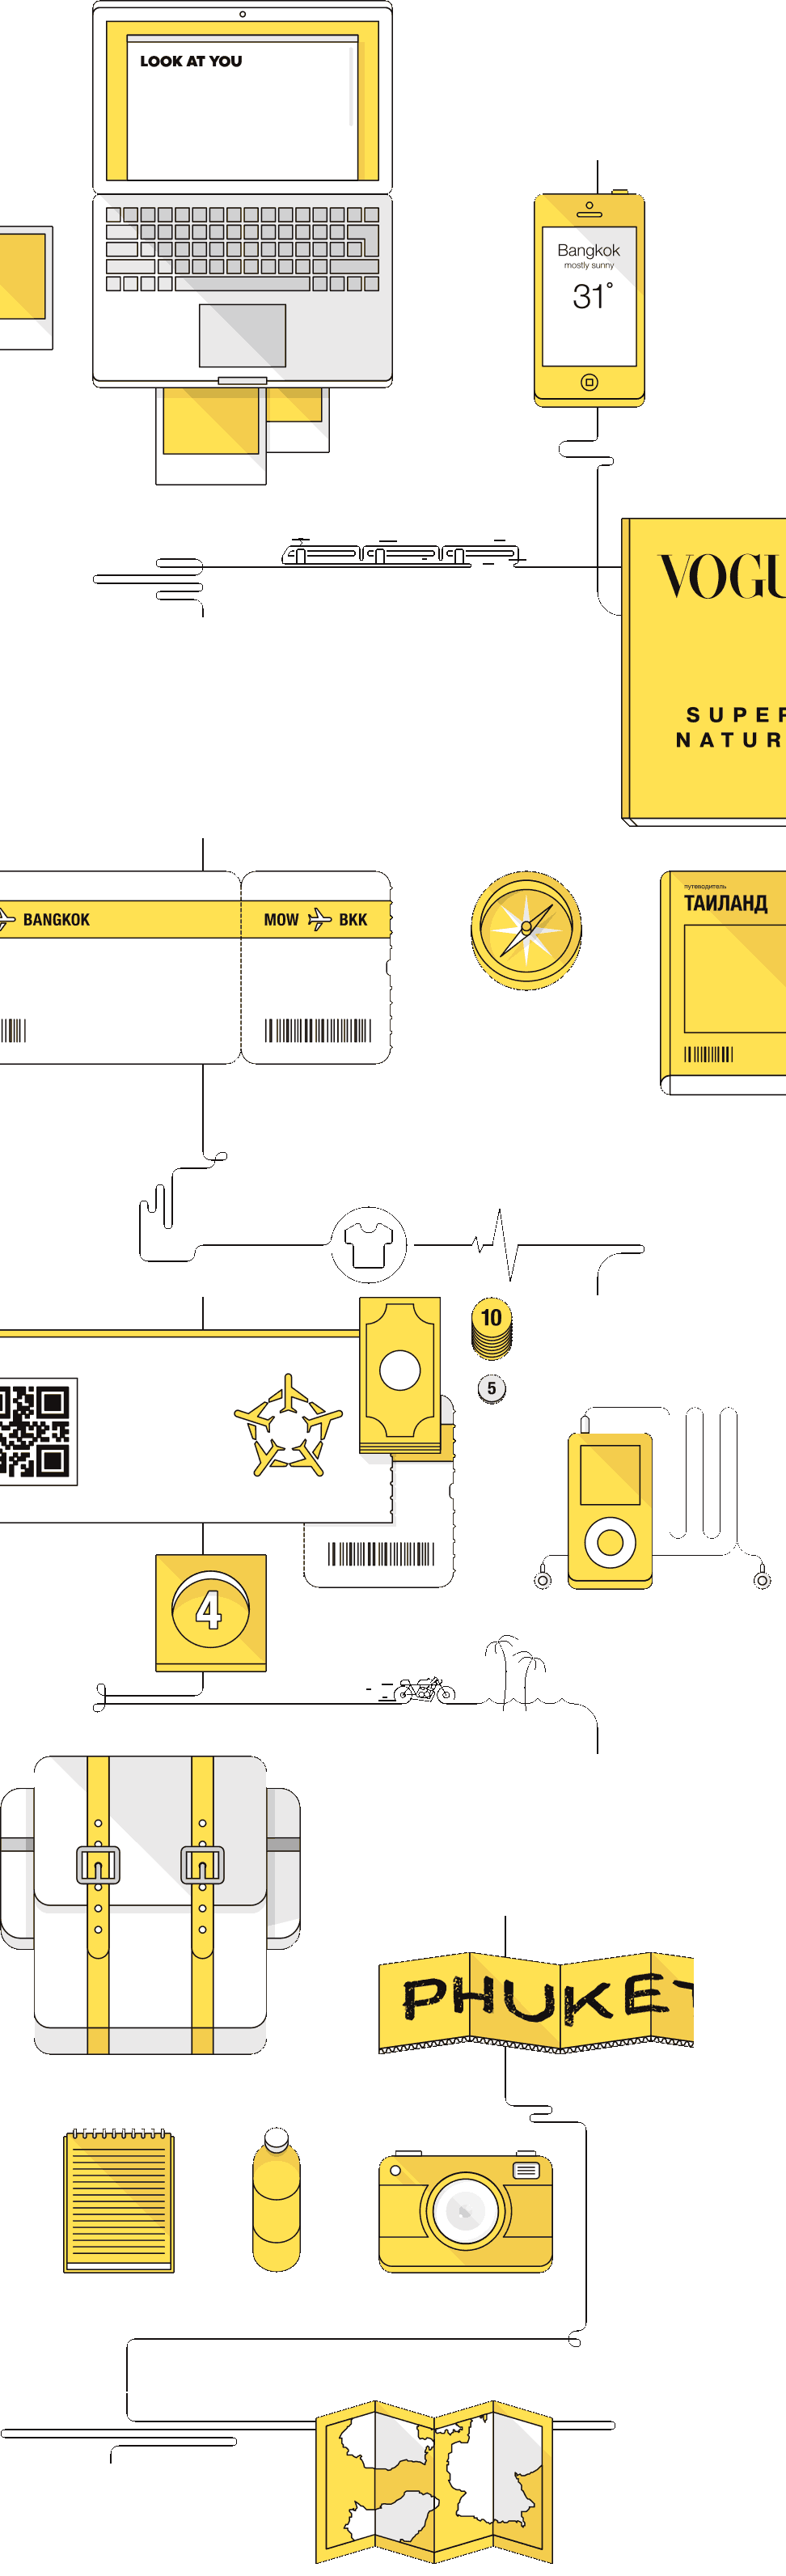 LOOK AT YOU
Bangkok
mostly sunny
31°
VOGU
SUPER
NATUR
BANGKOK
MOW BKK
путеводитель
ТАИЛАНД
10
5
4
PHUKET